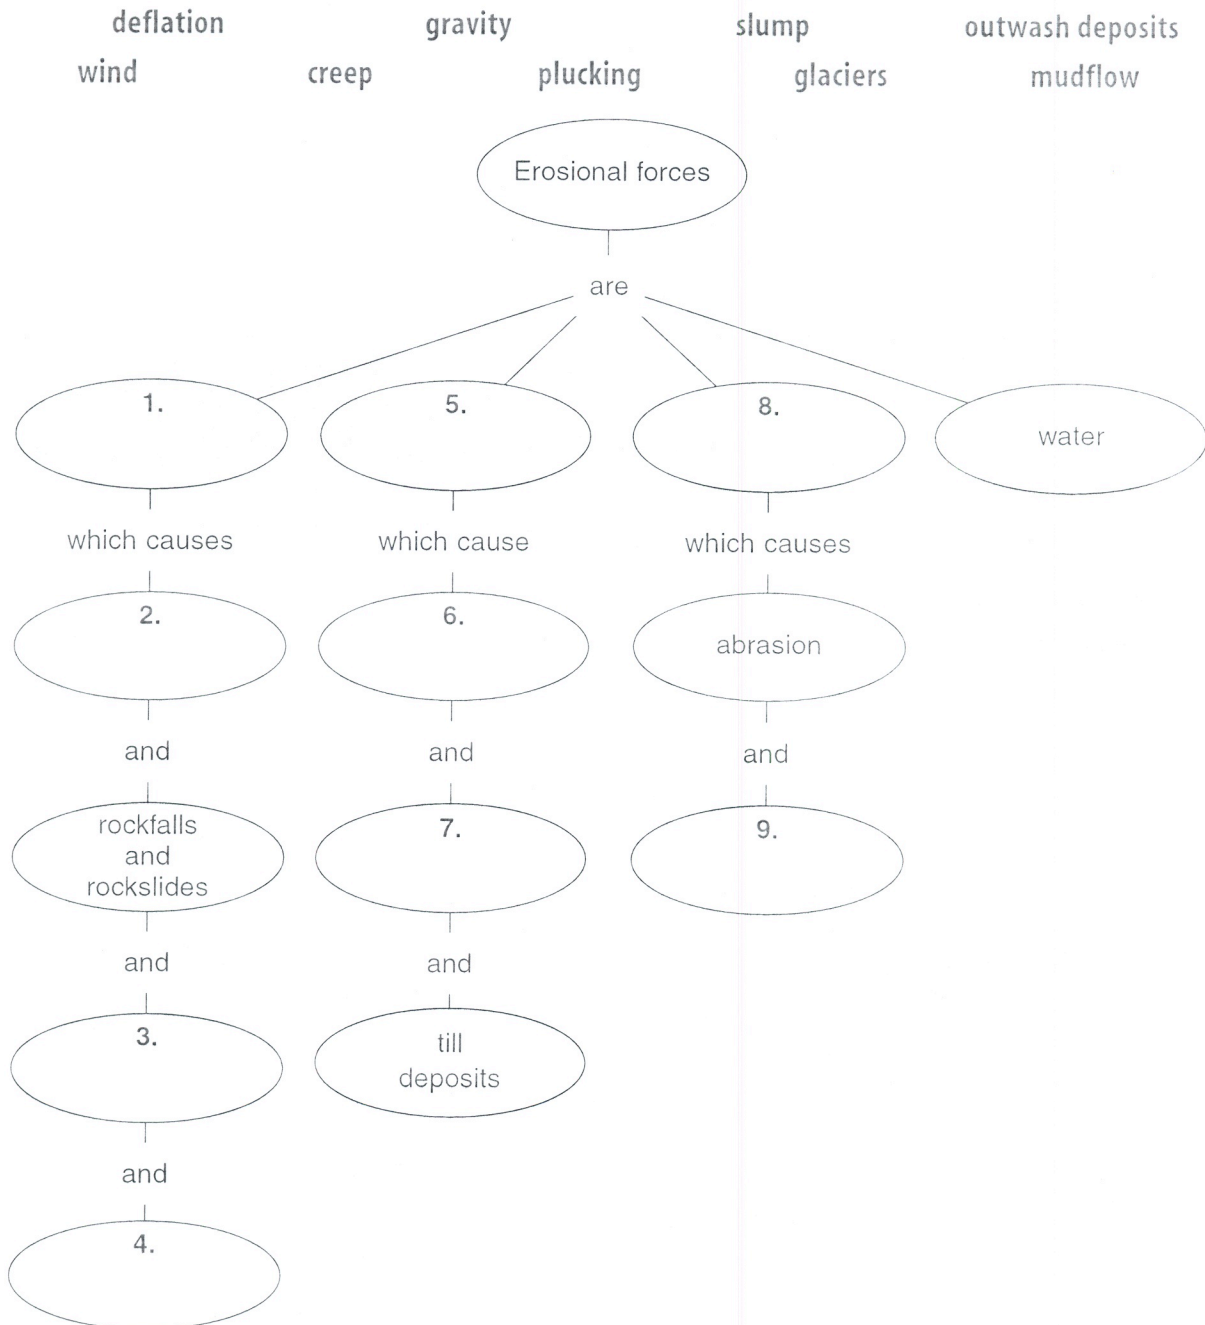 deflation gravity slump outwash deposits
wind creep plucking glaciers mudflow
Erosional forces
are
1. 5. 8.
water
which causes which cause which causes
2. 6.
abrasion
and and and
rockfalls
and
rockslides
7. 9.
and and
3.
till
deposits
and
4.